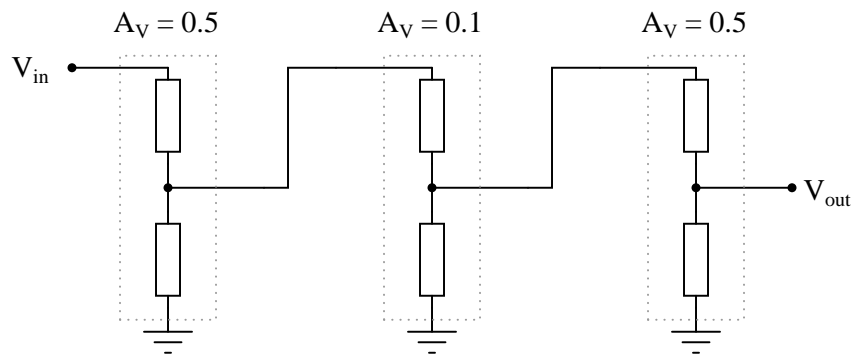 A_V = 0.5
A_V = 0.1
A_V = 0.5
V_in
V_out